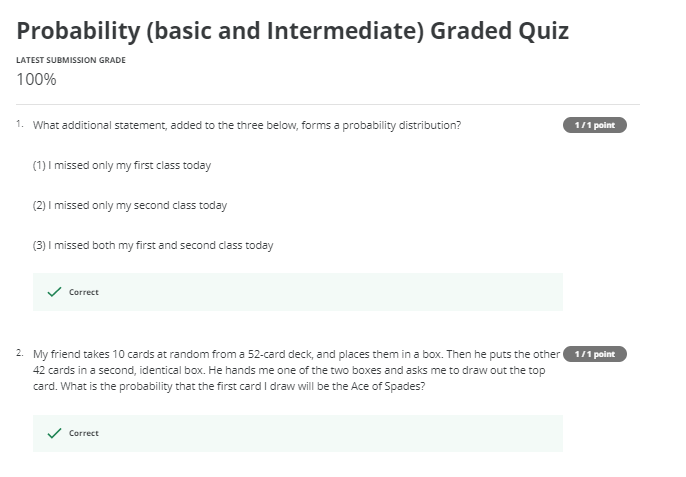 Probability (basic and Intermediate) Graded Quiz
LATEST SUBMISSION GRADE
100%
1. What additional statement, added to the three below, forms a probability distribution?
1 / 1 point
(1) I missed only my first class today
(2) I missed only my second class today
(3) I missed both my first and second class today
Correct
2. My friend takes 10 cards at random from a 52-card deck, and places them in a box. Then he puts the other
1 / 1 point
42 cards in a second, identical box. He hands me one of the two boxes and asks me to draw out the top
card. What is the probability that the first card I draw will be the Ace of Spades?
Correct